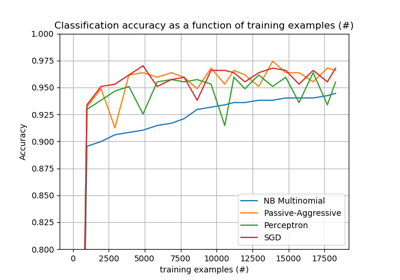 Classification accuracy as a function of training examples (#)
1.000
0.975
0.950
0.925
0.900
0.875
0.850
0.825
0.800
Accuracy
NB Multinomial
Passive-Aggressive
Perceptron
SGD
0 2500 5000 7500 10000 12500 15000 17500
training examples (#)